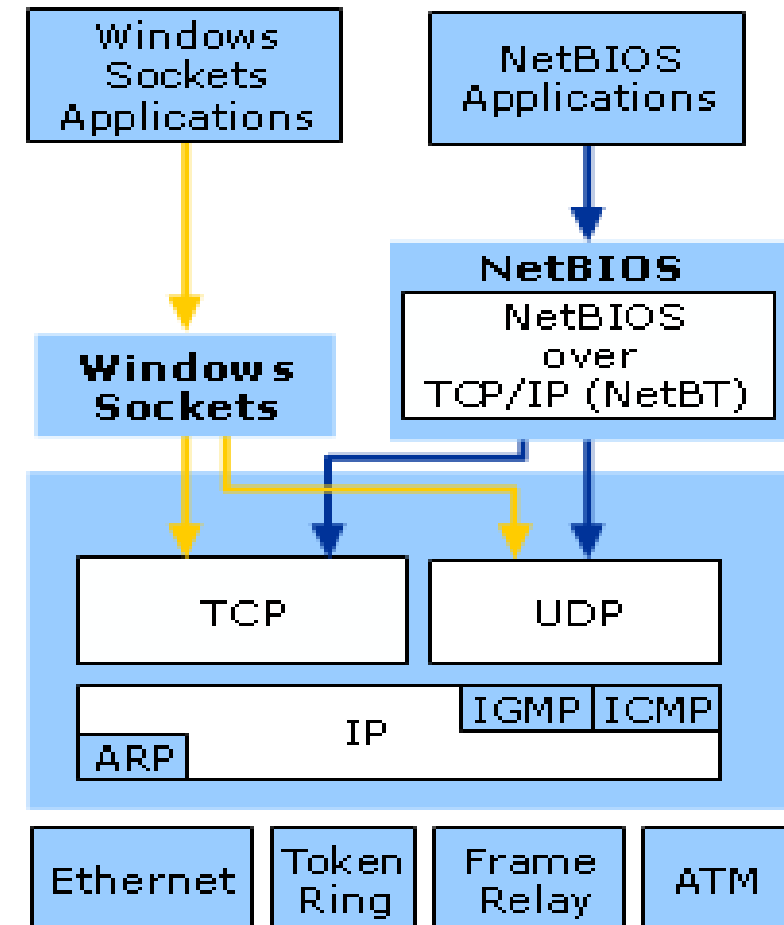 Windows
Sockets
Applications
NetBIOS
Applications
NetBIOS
NetBIOS
over
TCP/IP (NetBT)
Windows
Sockets
TCP
UDP
IP
IGMP
ICMP
ARP
Ethernet
Token
Ring
Frame
Relay
ATM